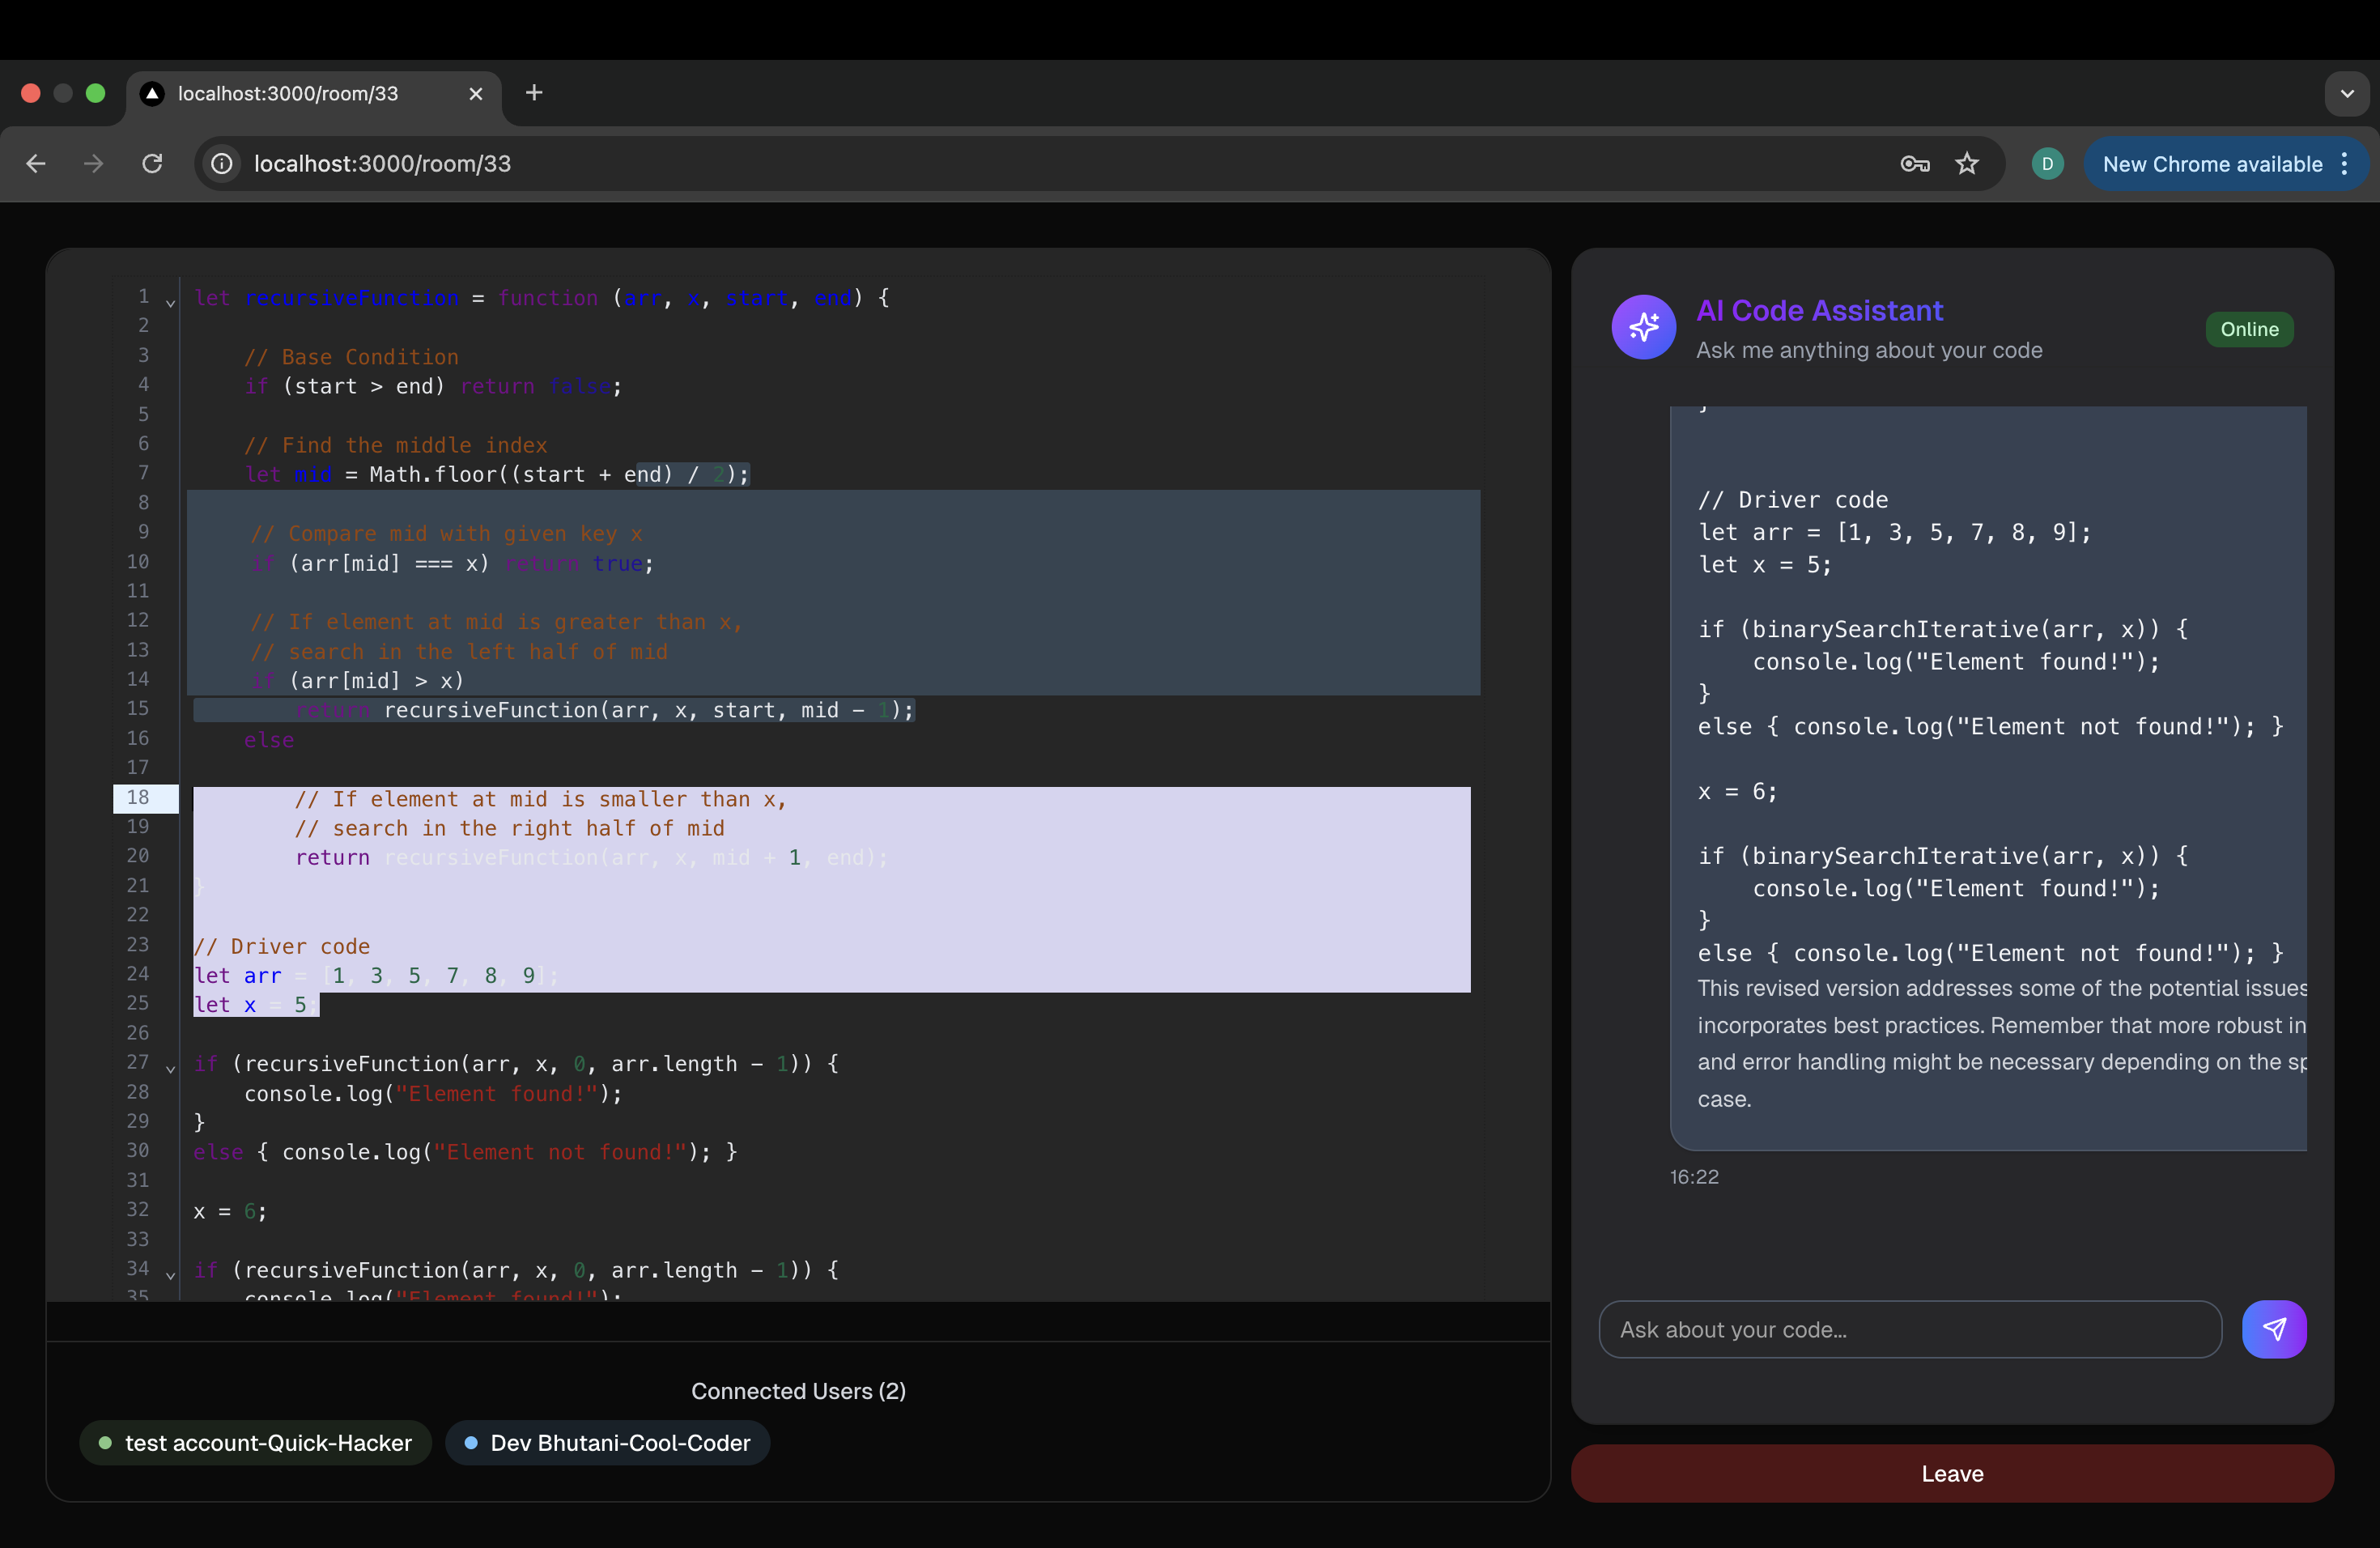 localhost:3000/room/33
localhost:3000/room/33
D
New Chrome available
1 let recursiveFunction = function (arr, x, start, end) {
2
3     // Base Condition
4     if (start > end) return false;
5
6     // Find the middle index
7     let mid = Math.floor((start + end) / 2);
8
9     // Compare mid with given key x
10     if (arr[mid] === x) return true;
11
12     // If element at mid is greater than x,
13     // search in the left half of mid
14     if (arr[mid] > x)
15         return recursiveFunction(arr, x, start, mid - 1);
16     else
17
18         // If element at mid is smaller than x,
19         // search in the right half of mid
20         return recursiveFunction(arr, x, mid + 1, end);
21 }
22
23 // Driver code
24 let arr = [1, 3, 5, 7, 8, 9];
25 let x = 5;
26
27 if (recursiveFunction(arr, x, 0, arr.length - 1)) {
28     console.log("Element found!");
29 }
30 else { console.log("Element not found!"); }
31
32 x = 6;
33
34 if (recursiveFunction(arr, x, 0, arr.length - 1)) {
35     console.log("Element found!");
Connected Users (2)
test account-Quick-Hacker
Dev Bhutani-Cool-Coder
AI Code Assistant
Ask me anything about your code
Online
}
// Driver code
let arr = [1, 3, 5, 7, 8, 9];
let x = 5;
if (binarySearchIterative(arr, x)) {
    console.log("Element found!");
}
else { console.log("Element not found!"); }
x = 6;
if (binarySearchIterative(arr, x)) {
    console.log("Element found!");
}
else { console.log("Element not found!"); }
This revised version addresses some of the potential issues
incorporates best practices. Remember that more robust in
and error handling might be necessary depending on the sp
case.
16:22
Ask about your code...
Leave